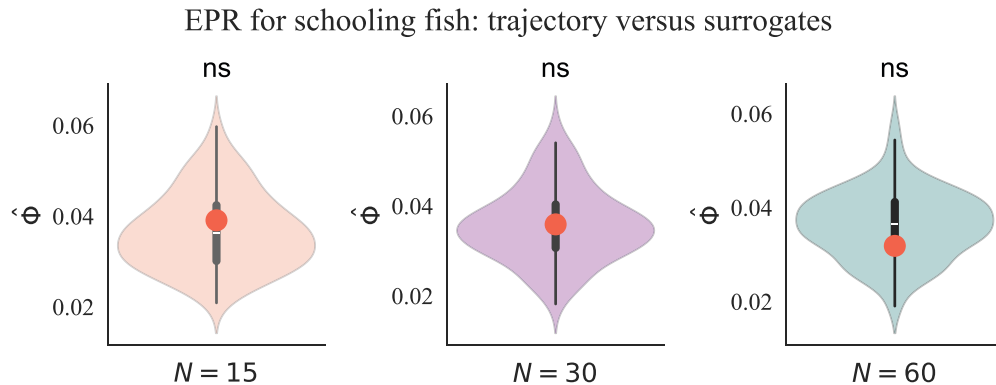 EPR for schooling fish: trajectory versus surrogates
ns
ns
ns
0.06
0.04
0.02
Φ̂
N = 15
0.06
0.04
0.02
Φ̂
N = 30
0.06
0.04
0.02
Φ̂
N = 60